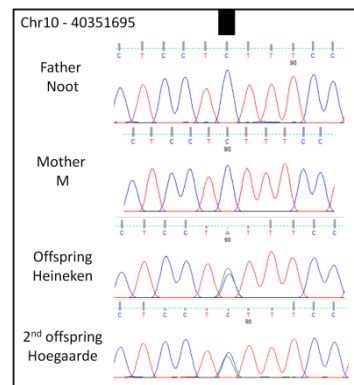 Chr10 - 40351695
Father
Noot
C T C C T C T T T C C
90
Mother
M
C T C C T C T T T C C
90
Offspring
Heineken
C T C C T A T T T C C
90
2nd offspring
Hoegaarde
C T C C T C T T T C C
90